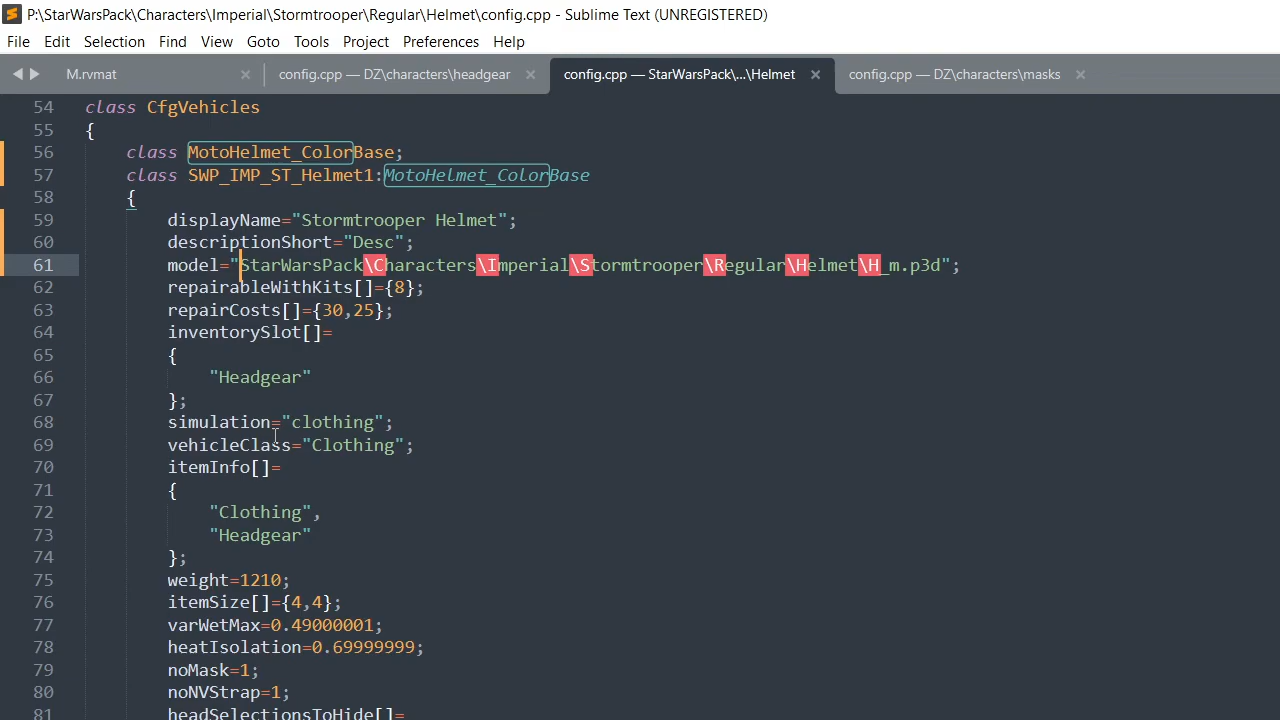 P:\StarWarsPack\Characters\Imperial\Stormtrooper\Regular\Helmet\config.cpp - Sublime Text (UNREGISTERED)
File Edit Selection Find View Goto Tools Project Preferences Help
M.rvmat × config.cpp — DZ\characters\headgear × config.cpp — StarWarsPack\...\Helmet × config.cpp — DZ\characters\masks ×
54 class CfgVehicles
55 {
56 class MotoHelmet_ColorBase;
57 class SWP_IMP_ST_Helmet1:MotoHelmet_ColorBase
58 {
59 displayName="Stormtrooper Helmet";
60 descriptionShort="Desc";
61 model="StarWarsPack\Characters\Imperial\Stormtrooper\Regular\Helmet\H_m.p3d";
62 repairableWithKits[]={8};
63 repairCosts[]={30,25};
64 inventorySlot[]=
65 {
66 "Headgear"
67 };
68 simulation="clothing";
69 vehicleClass="Clothing";
70 itemInfo[]=
71 {
72 "Clothing",
73 "Headgear"
74 };
75 weight=1210;
76 itemSize[]={4,4};
77 varWetMax=0.49000001;
78 heatIsolation=0.69999999;
79 noMask=1;
80 noNVStrap=1;
81 headSelectionsToHide[]=